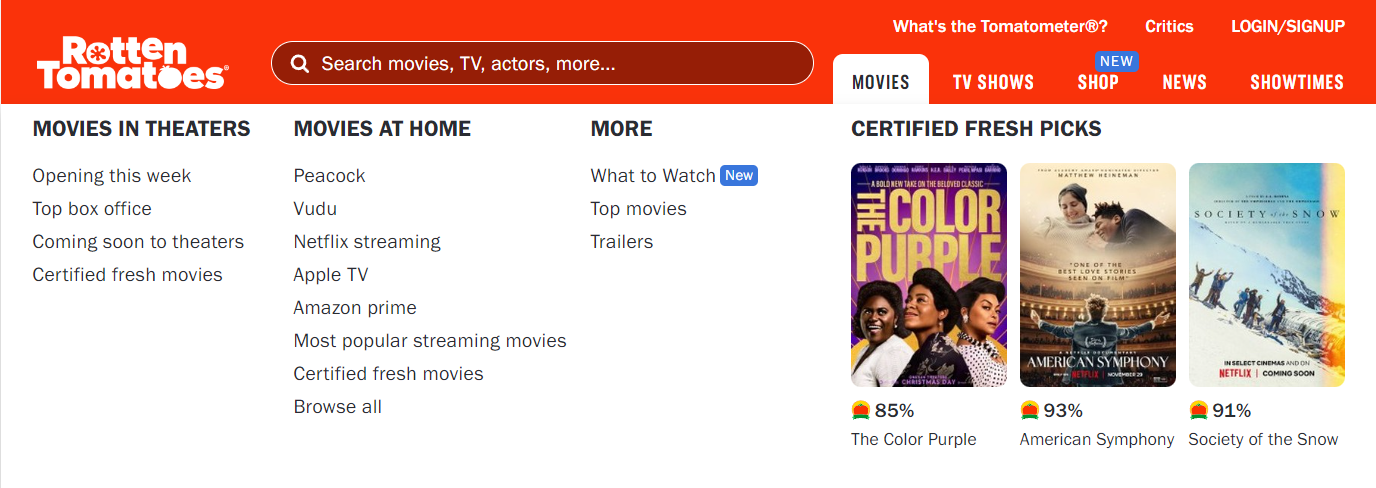 What's the Tomatometer®? Critics LOGIN/SIGNUP
Rotten
Tomatoes®
Search movies, TV, actors, more...
NEW
MOVIES TV SHOWS SHOP NEWS SHOWTIMES
MOVIES IN THEATERS
Opening this week
Top box office
Coming soon to theaters
Certified fresh movies
MOVIES AT HOME
Peacock
Vudu
Netflix streaming
Apple TV
Amazon prime
Most popular streaming movies
Certified fresh movies
Browse all
MORE
What to Watch New
Top movies
Trailers
CERTIFIED FRESH PICKS
A BOLD NEW TAKE ON THE BELOVED CLASSIC
THE COLOR
PURPLE
CHRISTMAS DAY
85%
The Color Purple
MATTHEW HEINEMAN
"ONE OF THE
BEST LOVE STORIES
SEEN ON FILM"
A NETFLIX DOCUMENTARY
AMERICAN SYMPHONY
NETFLIX | NOVEMBER 29
93%
American Symphony
SOCIETY of the SNOW
IN SELECT CINEMAS AND ON
NETFLIX | COMING SOON
91%
Society of the Snow